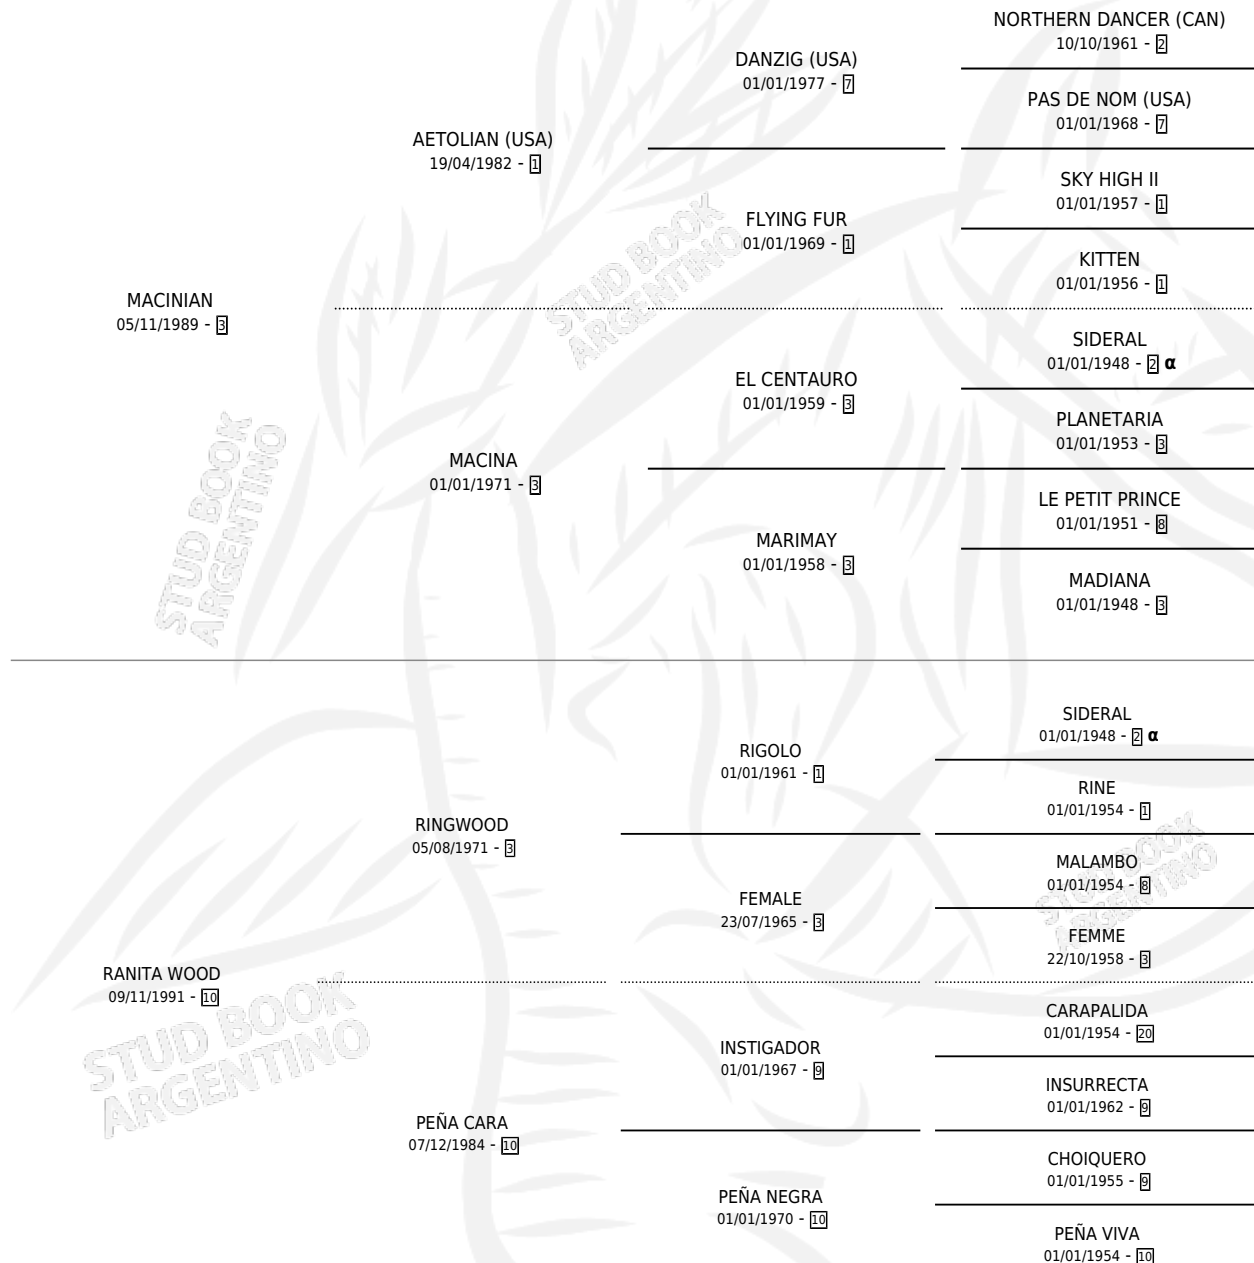 NORTHERN DANCER (CAN)
10/10/1961 - 2
DANZIG (USA)
01/01/1977 - 7
PAS DE NOM (USA)
01/01/1968 - 7
AETOLIAN (USA)
19/04/1982 - 1
SKY HIGH II
01/01/1957 - 1
FLYING FUR
01/01/1969 - 1
KITTEN
01/01/1956 - 1
MACINIAN
05/11/1989 - 3
STUD BOOK
ARGENTINO
SIDERAL
01/01/1948 - 2 α
EL CENTAURO
01/01/1959 - 3
PLANETARIA
01/01/1953 - 3
MACINA
01/01/1971 - 3
LE PETIT PRINCE
01/01/1951 - 8
MARIMAY
01/01/1958 - 3
MADIANA
01/01/1948 - 3
STUD BOOK
ARGENTINO
SIDERAL
01/01/1948 - 2 α
RIGOLO
01/01/1961 - 1
RINE
01/01/1954 - 1
RINGWOOD
05/08/1971 - 3
MALAMBO
01/01/1954 - 8
FEMALE
23/07/1965 - 3
FEMME
22/10/1958 - 3
STUD BOOK
ARGENTINO
RANITA WOOD
09/11/1991 - 10
STUD BOOK
ARGENTINO
CARAPALIDA
01/01/1954 - 20
INSTIGADOR
01/01/1967 - 9
INSURRECTA
01/01/1962 - 9
PEÑA CARA
07/12/1984 - 10
CHOIQUERO
01/01/1955 - 9
PEÑA NEGRA
01/01/1970 - 10
PEÑA VIVA
01/01/1954 - 10